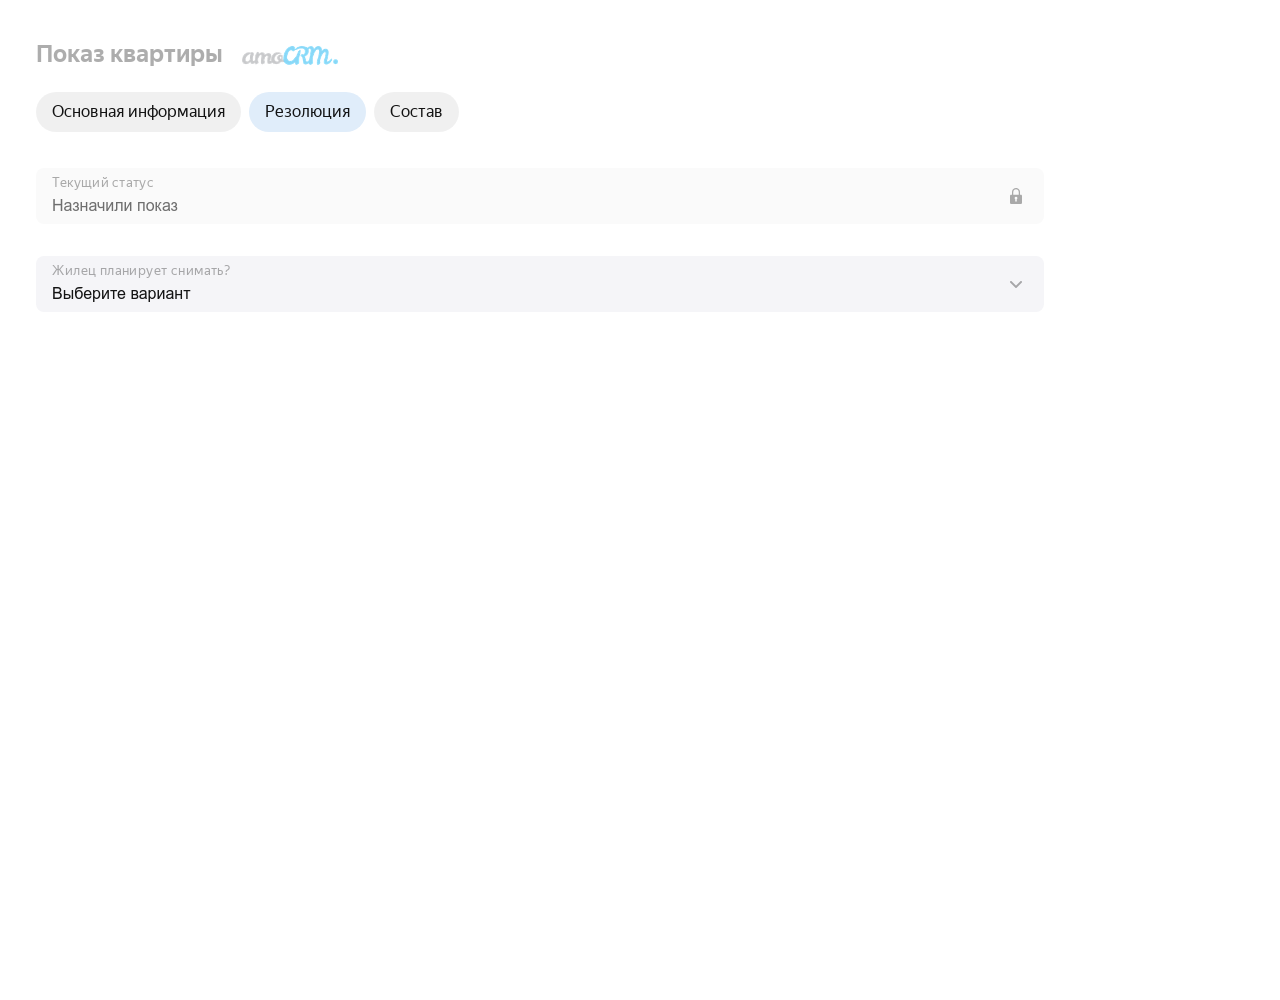 Показ квартиры amoCRM.
Основная информация Резолюция Состав
Текущий статус
Назначили показ
Жилец планирует снимать?
Выберите вариант